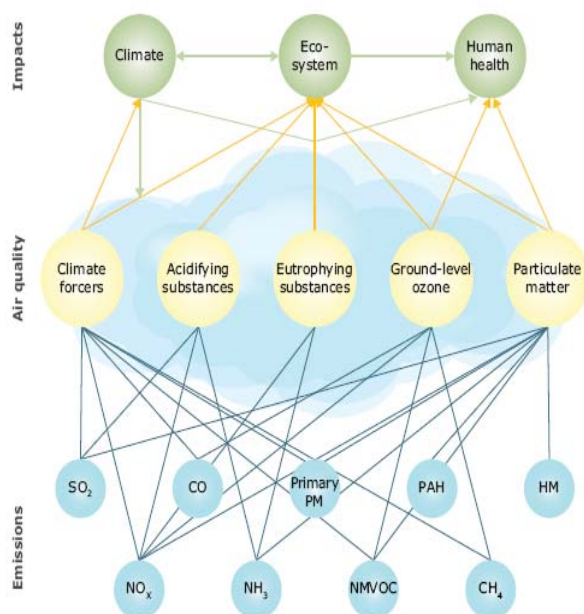 Impacts
Climate
Eco-
system
Human
health
Air quality
Climate
forcers
Acidifying
substances
Eutrophying
substances
Ground-level
ozone
Particulate
matter
Emissions
SO₂
CO
Primary
PM
PAH
HM
NOₓ
NH₃
NMVOC
CH₄